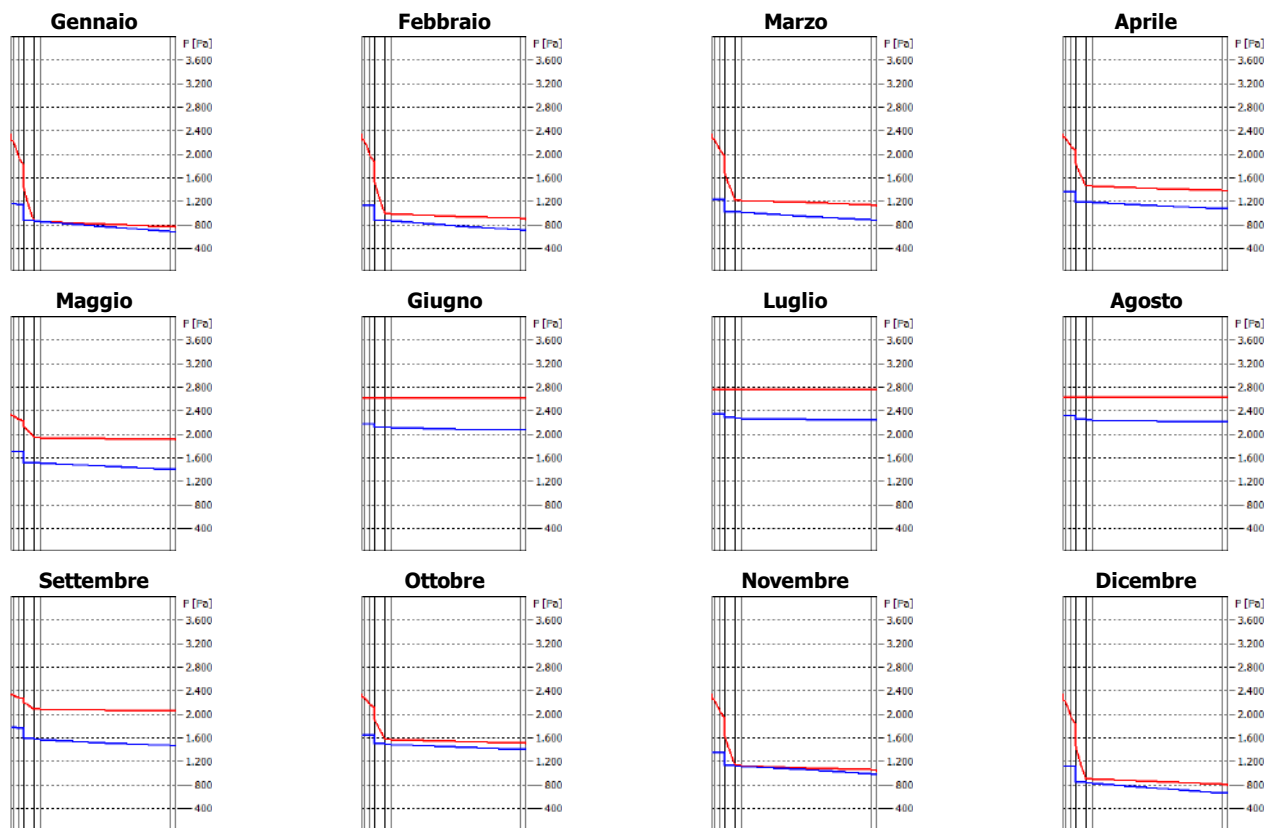 Gennaio Febbraio Marzo Aprile
P [Pa] P [Pa] P [Pa] P [Pa]
3.600 3.600 3.600 3.600
3.200 3.200 3.200 3.200
2.800 2.800 2.800 2.800
2.400 2.400 2.400 2.400
2.000 2.000 2.000 2.000
1.600 1.600 1.600 1.600
1.200 1.200 1.200 1.200
800 800 800 800
400 400 400 400
Maggio Giugno Luglio Agosto
P [Pa] P [Pa] P [Pa] P [Pa]
3.600 3.600 3.600 3.600
3.200 3.200 3.200 3.200
2.800 2.800 2.800 2.800
2.400 2.400 2.400 2.400
2.000 2.000 2.000 2.000
1.600 1.600 1.600 1.600
1.200 1.200 1.200 1.200
800 800 800 800
400 400 400 400
Settembre Ottobre Novembre Dicembre
P [Pa] P [Pa] P [Pa] P [Pa]
3.600 3.600 3.600 3.600
3.200 3.200 3.200 3.200
2.800 2.800 2.800 2.800
2.400 2.400 2.400 2.400
2.000 2.000 2.000 2.000
1.600 1.600 1.600 1.600
1.200 1.200 1.200 1.200
800 800 800 800
400 400 400 400